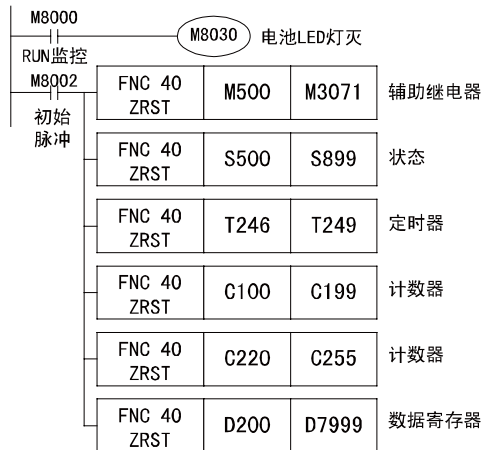 M8000
M8030 电池LED灯灭
RUN监控
M8002
初始
脉冲
FNC 40
ZRST
M500 M3071 辅助继电器
FNC 40
ZRST
S500 S899 状态
FNC 40
ZRST
T246 T249 定时器
FNC 40
ZRST
C100 C199 计数器
FNC 40
ZRST
C220 C255 计数器
FNC 40
ZRST
D200 D7999 数据寄存器